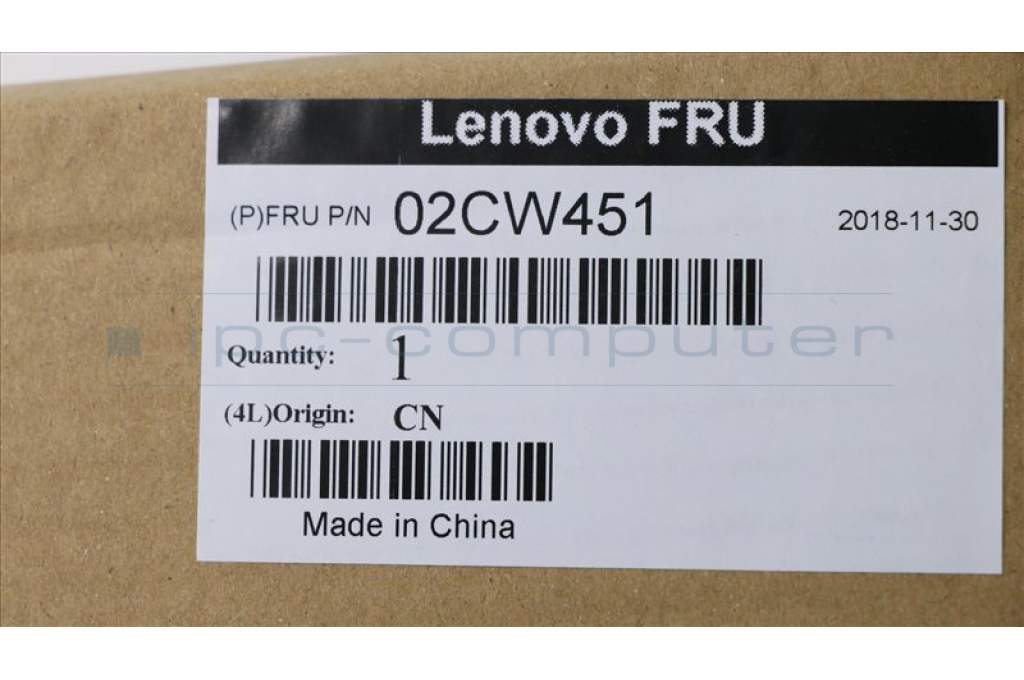 Lenovo FRU
(P)FRU P/N 02CW451 2018-11-30
ipc-computer
Quantity: 1
(4L)Origin: CN
Made in China